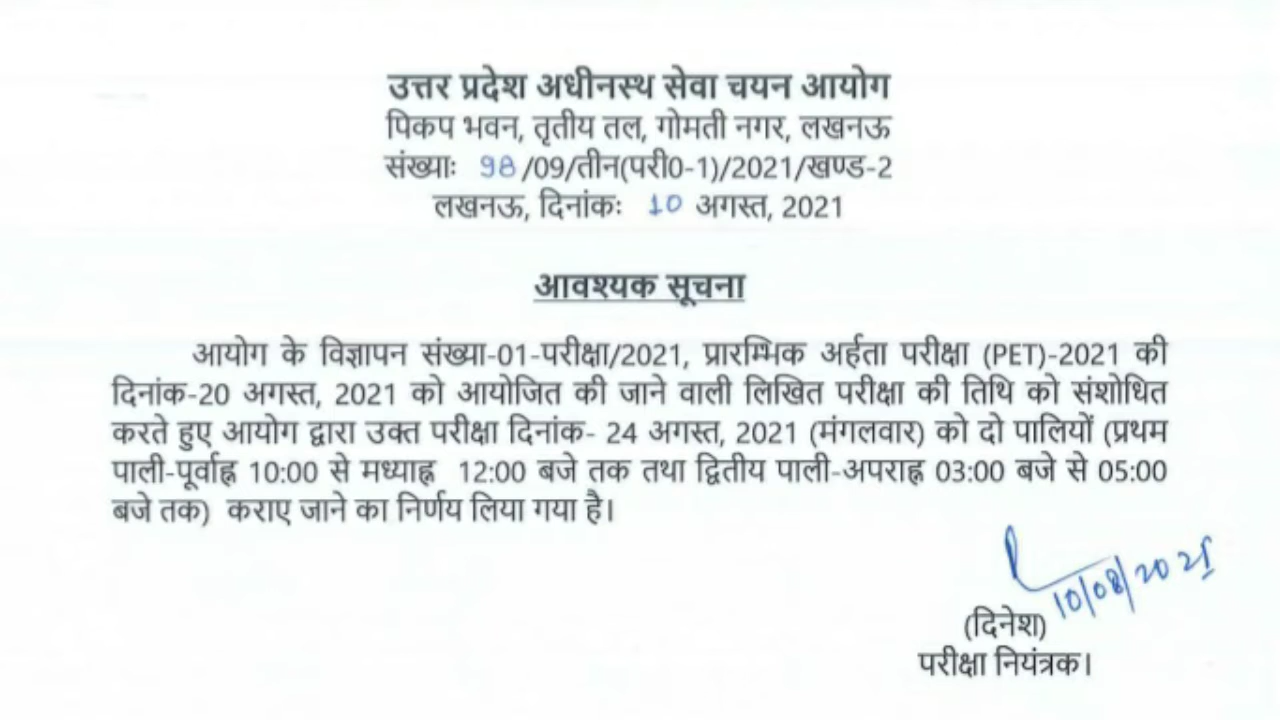 उत्तर प्रदेश अधीनस्थ सेवा चयन आयोग
पिकप भवन, तृतीय तल, गोमती नगर, लखनऊ
संख्याः 98/09/तीन(परी0-1)/2021/खण्ड-2
लखनऊ, दिनांकः 10 अगस्त, 2021
आवश्यक सूचना
आयोग के विज्ञापन संख्या-01-परीक्षा/2021, प्रारम्भिक अर्हता परीक्षा (PET)-2021 की
दिनांक-20 अगस्त, 2021 को आयोजित की जाने वाली लिखित परीक्षा की तिथि को संशोधित
करते हुए आयोग द्वारा उक्त परीक्षा दिनांक- 24 अगस्त, 2021 (मंगलवार) को दो पालियों (प्रथम
पाली-पूर्वाह्न 10:00 से मध्याह्न 12:00 बजे तक तथा द्वितीय पाली-अपराह्न 03:00 बजे से 05:00
बजे तक) कराए जाने का निर्णय लिया गया है।
10/08/2021
(दिनेश)
परीक्षा नियंत्रक।